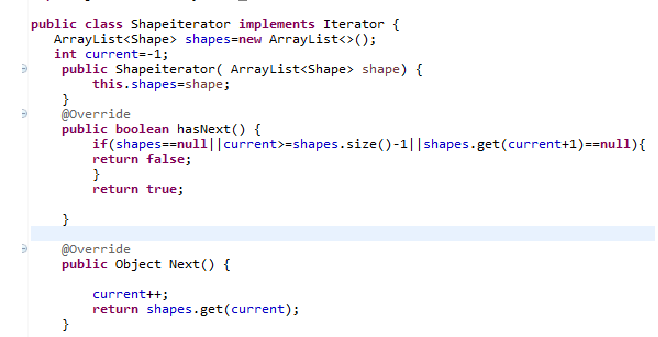 public class Shapeiterator implements Iterator {
ArrayList<Shape> shapes=new ArrayList<>();
int current=-1;
public Shapeiterator( ArrayList<Shape> shape) {
this.shapes=shape;
}
@Override
public boolean hasNext() {
if(shapes==null||current>=shapes.size()-1||shapes.get(current+1)==null){
return false;
}
return true;
}
@Override
public Object Next() {
current++;
return shapes.get(current);
}